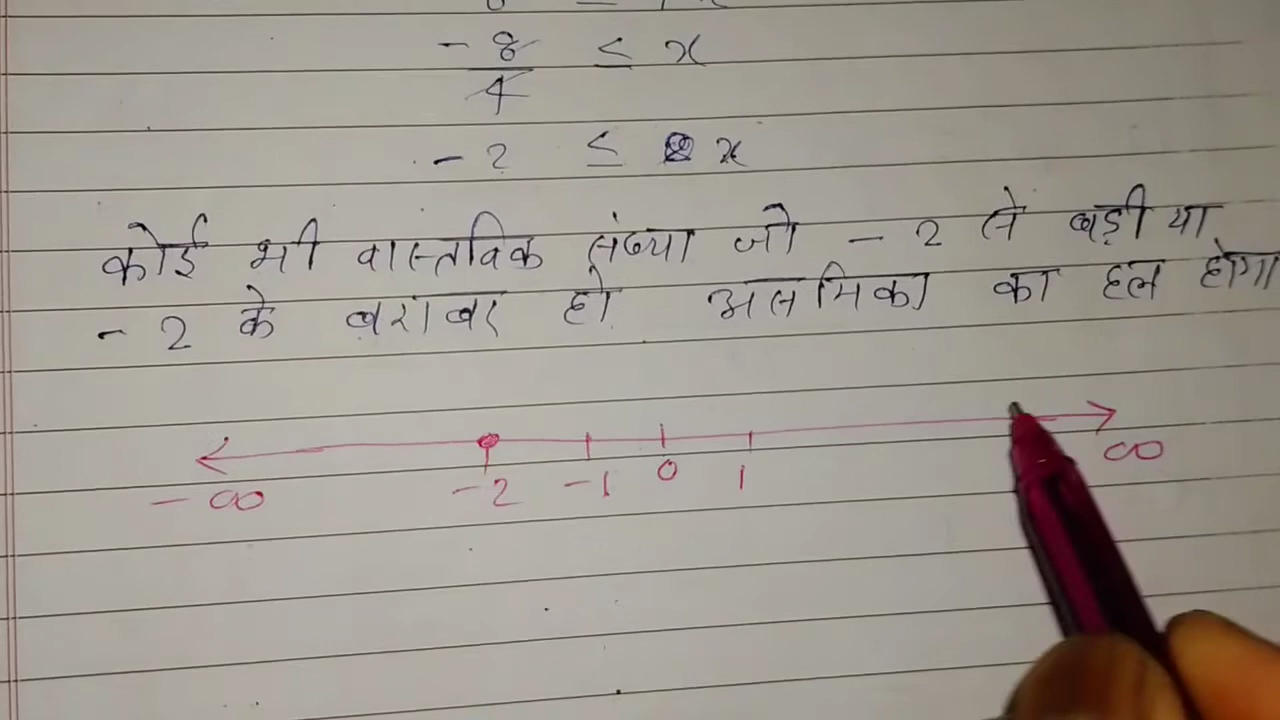 - 8 ≤ x
4
- 2 ≤ x
कोई भी वास्तविक संख्या जो - 2 से बड़ी या
- 2 के बराबर हो असमिका का हल होगा
- ∞ -2 -1 0 1 ∞